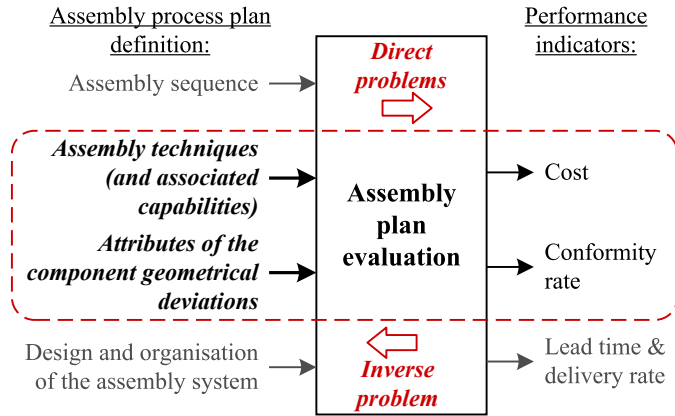 Assembly process plan
definition:
Performance
indicators:
Direct
problems
Assembly sequence
Assembly techniques
(and associated
capabilities)
Attributes of the
component geometrical
deviations
Assembly
plan
evaluation
Cost
Conformity
rate
Design and organisation
of the assembly system
Inverse
problem
Lead time &
delivery rate